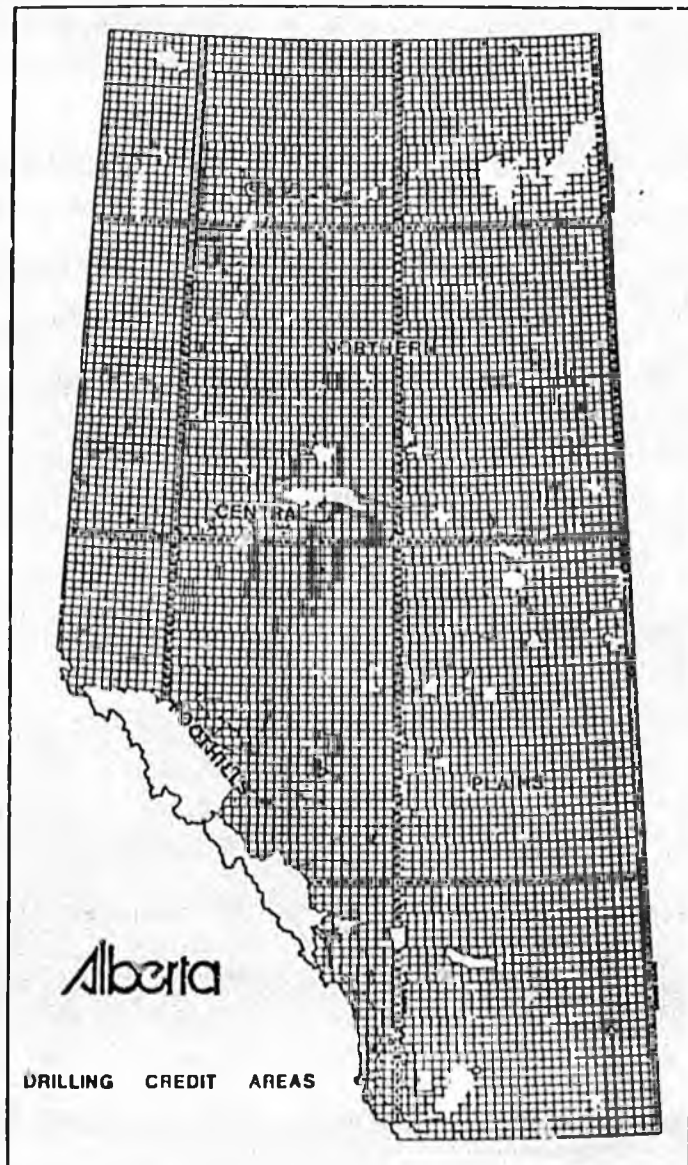 NORTHERN
CENTRAL
FOOTHILLS
PLAINS
Alberta
DRILLING CREDIT AREAS